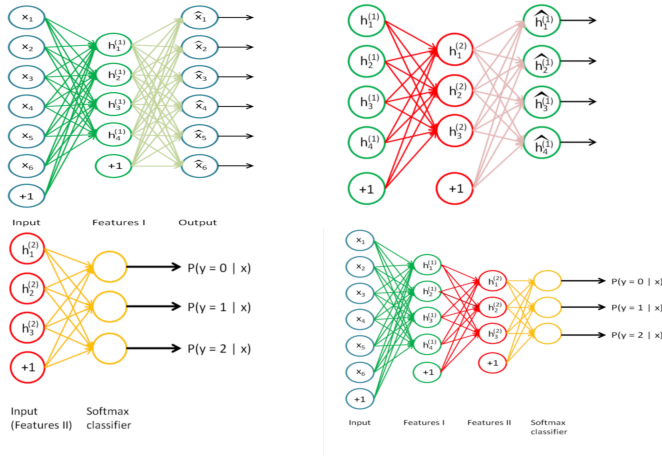 x₁ x̂₁
x₂ h₁⁽¹⁾ x̂₂
x₃ h₂⁽¹⁾ x̂₃
x₄ h₃⁽¹⁾ x̂₄
x₅ h₄⁽¹⁾ x̂₅
x₆ +1 x̂₆
+1
Input Features I Output
h₁⁽¹⁾ ĥ₁⁽¹⁾
h₁⁽²⁾
h₂⁽¹⁾ ĥ₂⁽¹⁾
h₂⁽²⁾
h₃⁽¹⁾ ĥ₃⁽¹⁾
h₃⁽²⁾
h₄⁽¹⁾ ĥ₄⁽¹⁾
+1 +1
h₁⁽²⁾
P(y = 0 | x)
h₂⁽²⁾
P(y = 1 | x)
h₃⁽²⁾
P(y = 2 | x)
+1
Input Softmax
(Features II) classifier
x₁
x₂ h₁⁽¹⁾
h₁⁽²⁾ P(y = 0 | x)
x₃ h₂⁽¹⁾
h₂⁽²⁾ P(y = 1 | x)
x₄ h₃⁽¹⁾
h₃⁽²⁾ P(y = 2 | x)
x₅ h₄⁽¹⁾
+1
x₆ +1
+1
Input Features I Features II Softmax
classifier